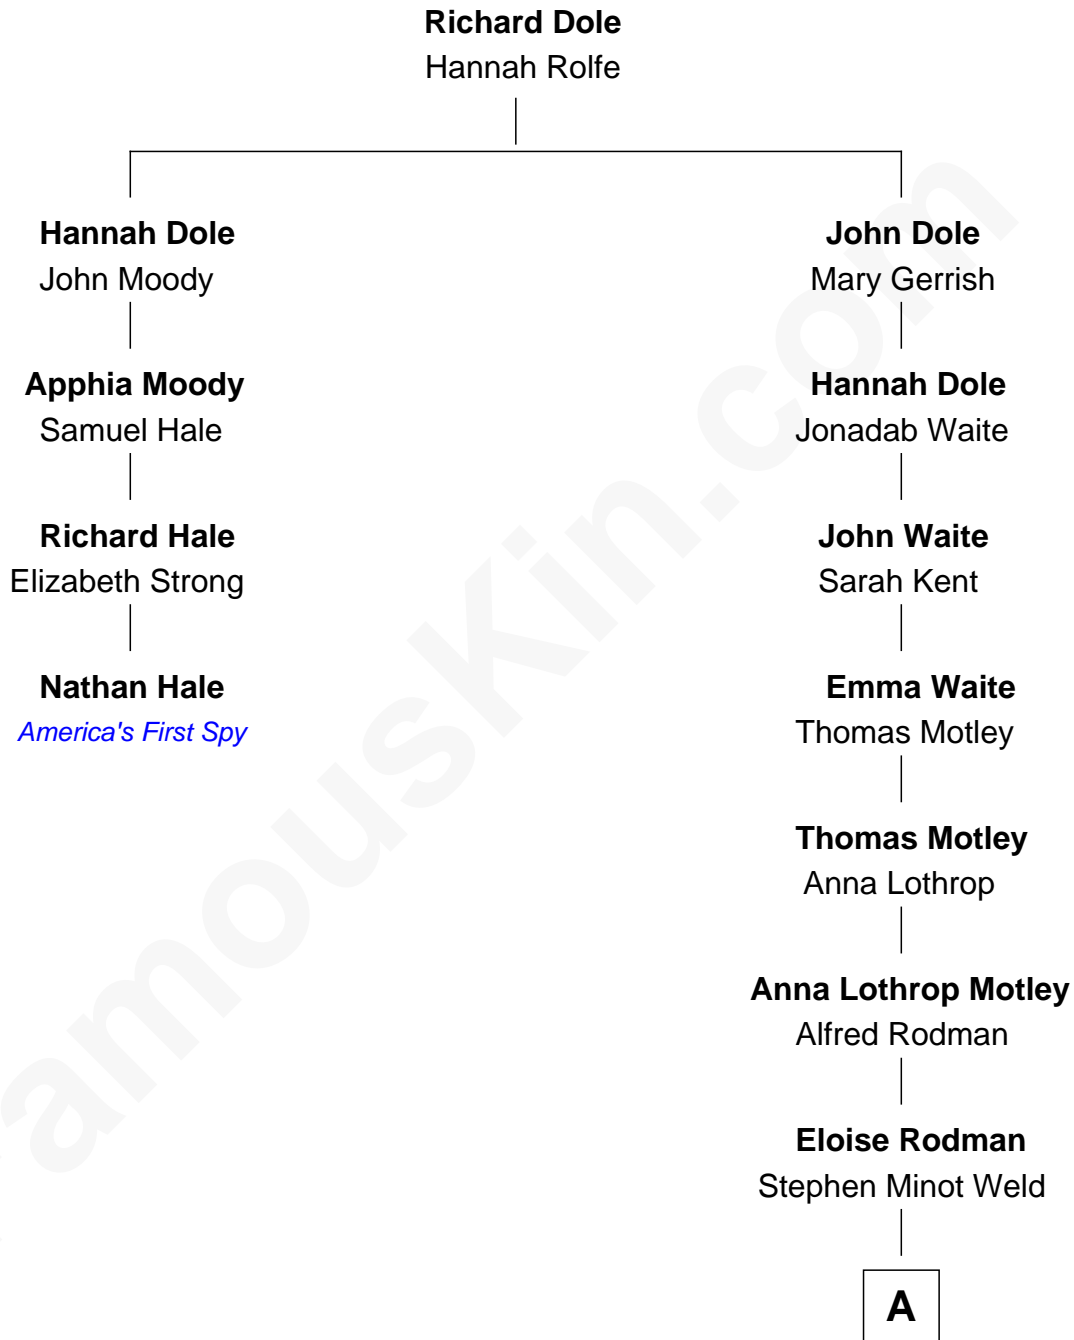 Richard Dole
Hannah Rolfe
Hannah Dole
John Moody
Apphia Moody
Samuel Hale
Richard Hale
Elizabeth Strong
Nathan Hale
America's First Spy
John Dole
Mary Gerrish
Hannah Dole
Jonadab Waite
John Waite
Sarah Kent
Emma Waite
Thomas Motley
Thomas Motley
Anna Lothrop
Anna Lothrop Motley
Alfred Rodman
Eloise Rodman
Stephen Minot Weld
A
amouskin.com